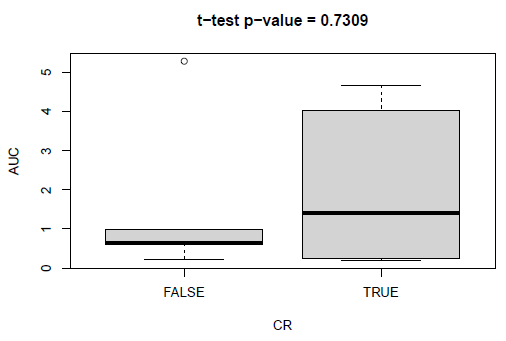 t−test p−value = 0.7309
5
4
3
2
1
0
AUC
FALSE TRUE
CR